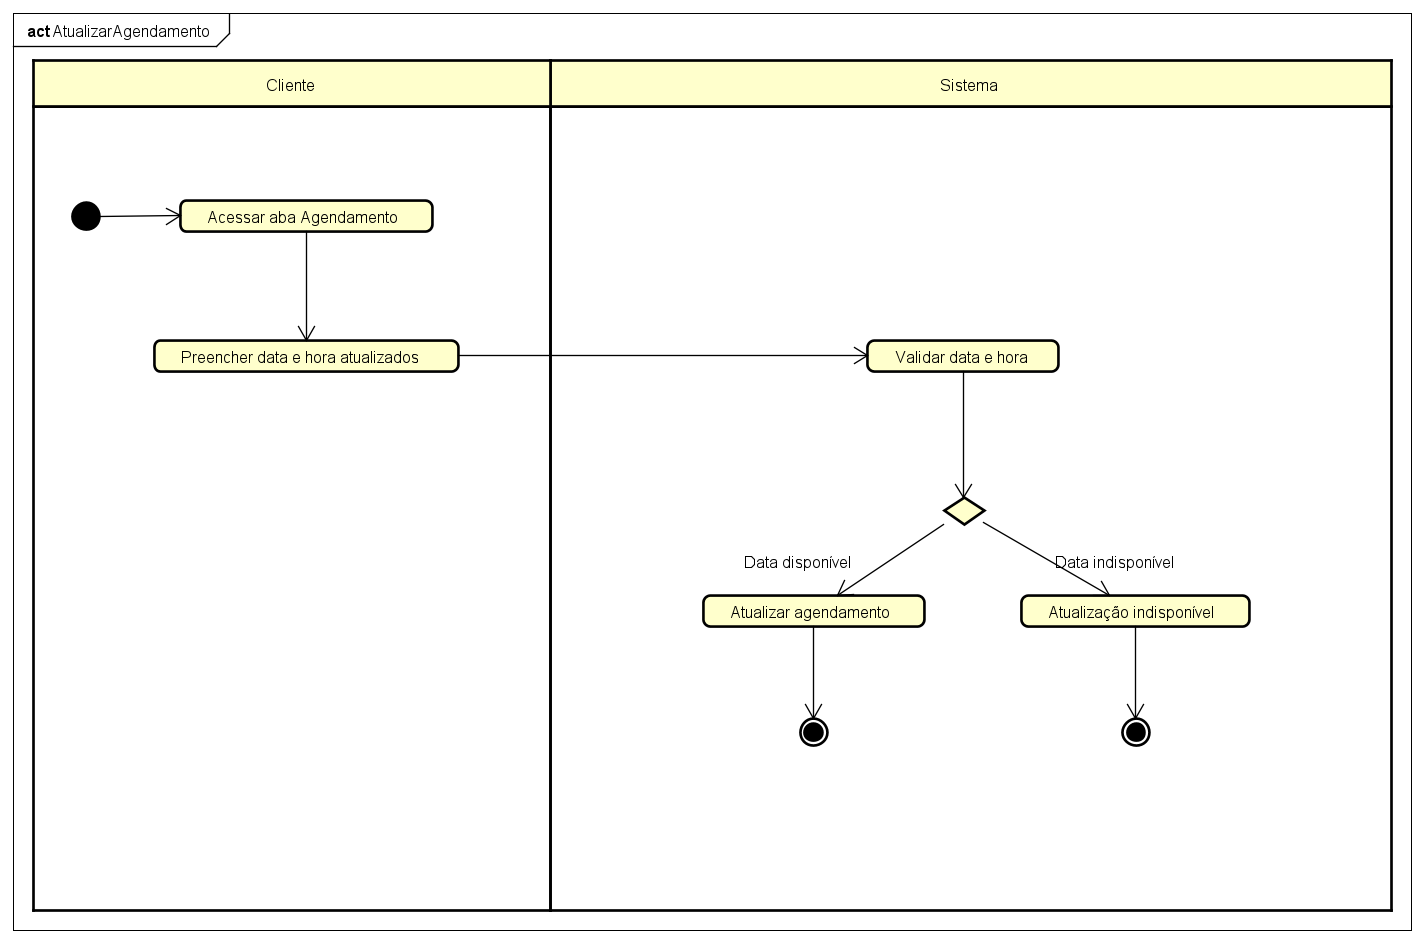 act AtualizarAgendamento
Cliente
Sistema
Acessar aba Agendamento
Preencher data e hora atualizados
Validar data e hora
Data disponível
Data indisponível
Atualizar agendamento
Atualização indisponível